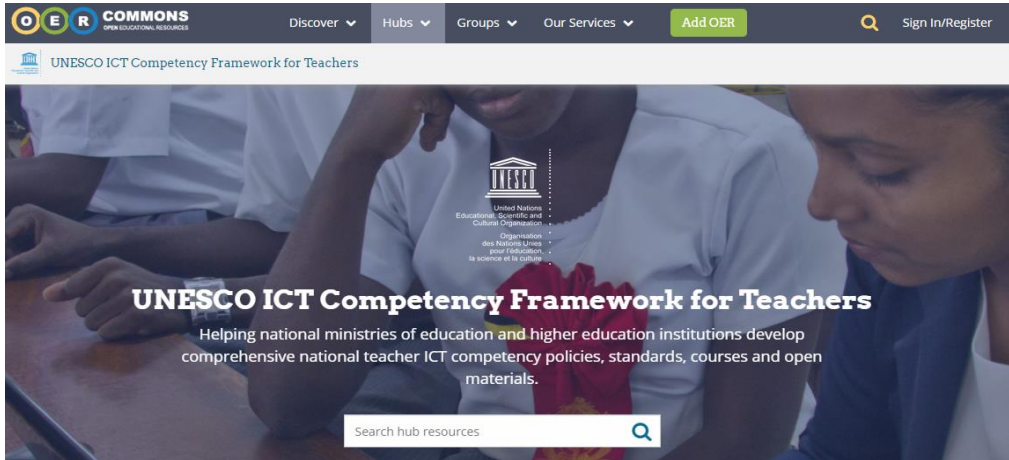 OER COMMONS
OPEN EDUCATIONAL RESOURCES
Discover Hubs Groups Our Services Add OER Sign In/Register
UNESCO ICT Competency Framework for Teachers
UNESCO
United Nations
Educational, Scientific and
Cultural Organization
Organisation
des Nations Unies
pour l'éducation,
la science et la culture
UNESCO ICT Competency Framework for Teachers
Helping national ministries of education and higher education institutions develop
comprehensive national teacher ICT competency policies, standards, courses and open
materials.
Search hub resources